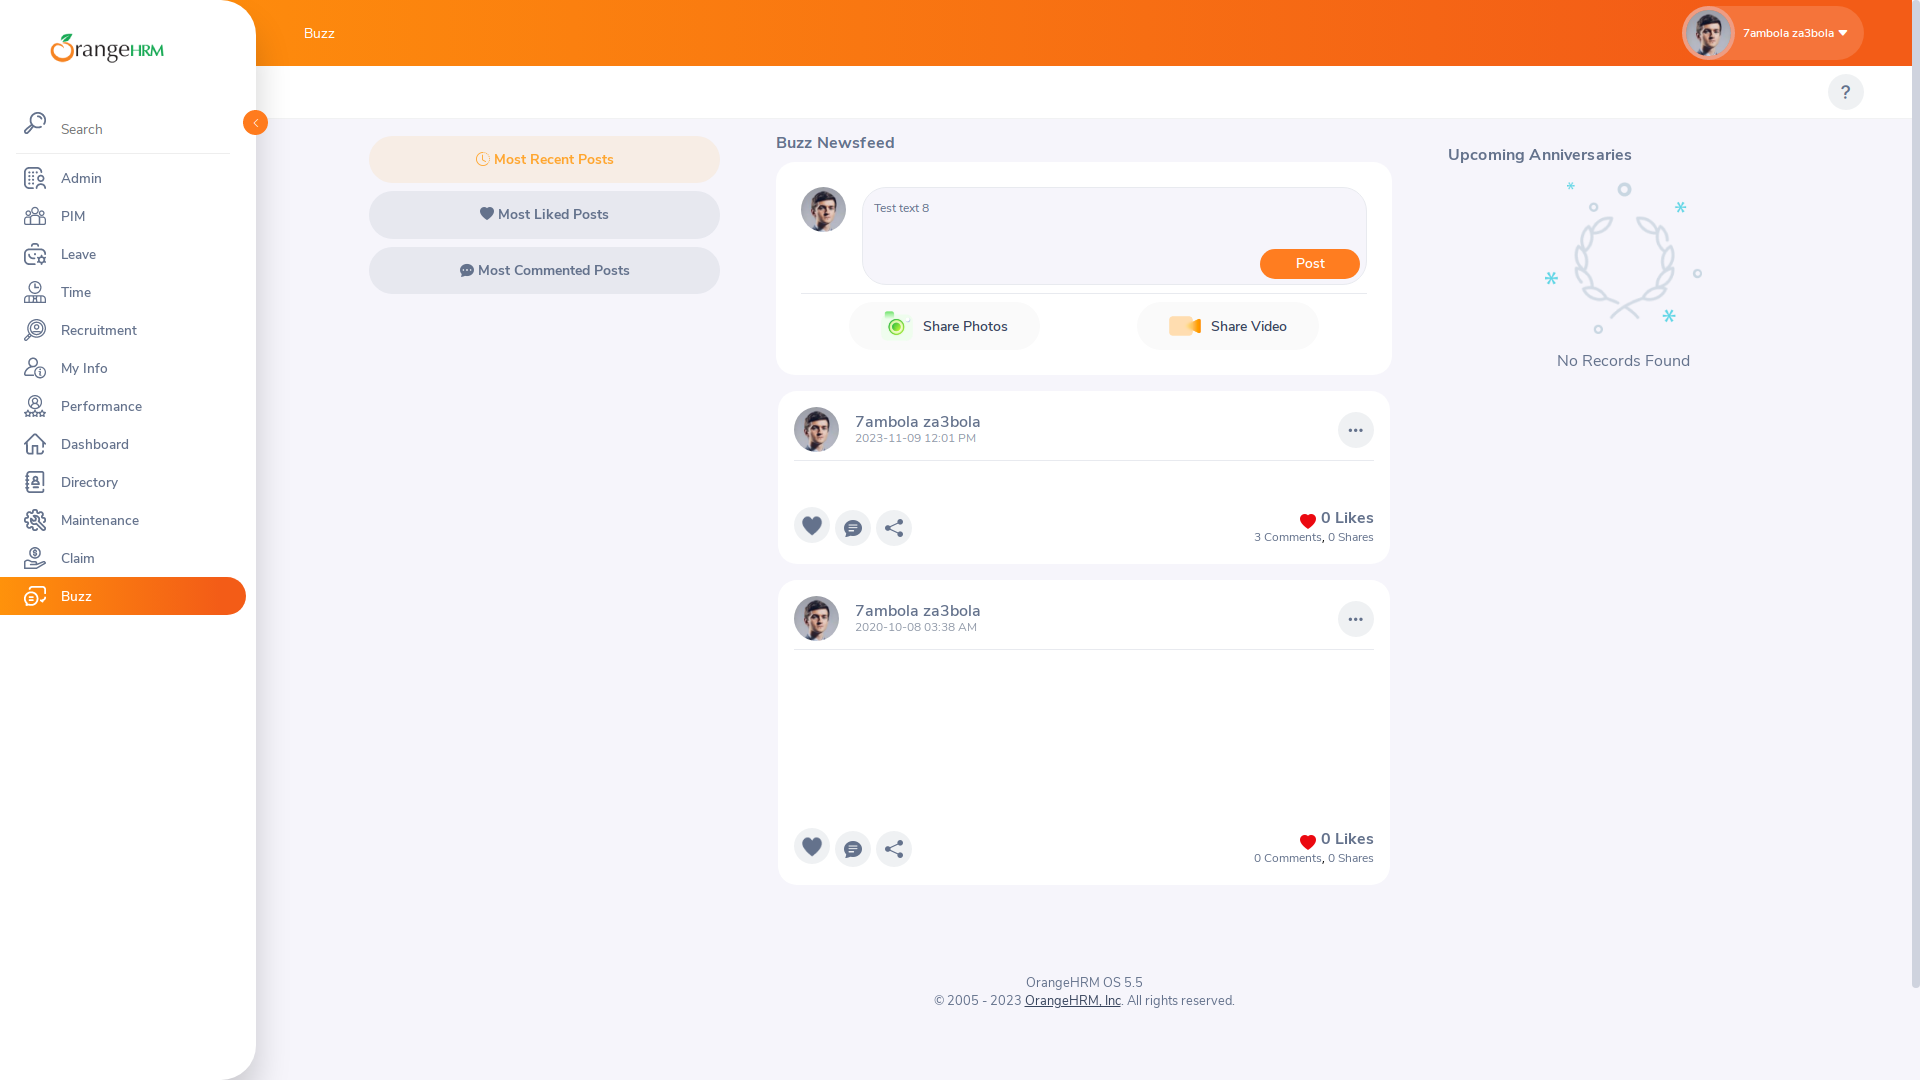 OrangeHRM
Search
Admin
PIM
Leave
Time
Recruitment
My Info
Performance
Dashboard
Directory
Maintenance
Claim
Buzz
Buzz
7ambola za3bola
?
Most Recent Posts
Most Liked Posts
Most Commented Posts
Buzz Newsfeed
Test text 8
Post
Share Photos
Share Video
7ambola za3bola
2023-11-09 12:01 PM
0 Likes
3 Comments, 0 Shares
7ambola za3bola
2020-10-08 03:38 AM
0 Likes
0 Comments, 0 Shares
Upcoming Anniversaries
No Records Found
OrangeHRM OS 5.5
© 2005 - 2023 OrangeHRM, Inc. All rights reserved.